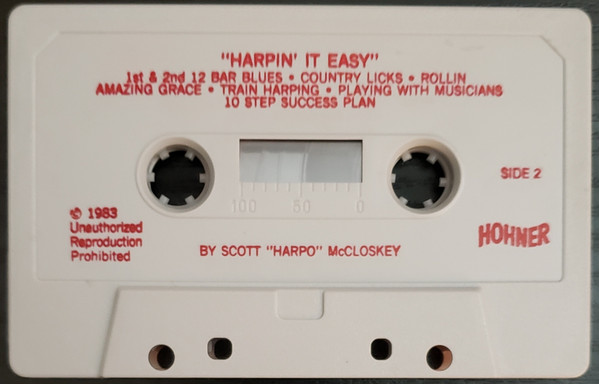 "HARPIN' IT EASY"
1st & 2nd 12 BAR BLUES • COUNTRY LICKS • ROLLIN
AMAZING GRACE • TRAIN HARPING • PLAYING WITH MUSICIANS
10 STEP SUCCESS PLAN
SIDE 2
100 50 0
© 1983
Unauthorized
Reproduction
Prohibited
BY SCOTT "HARPO" McCLOSKEY
HOHNER